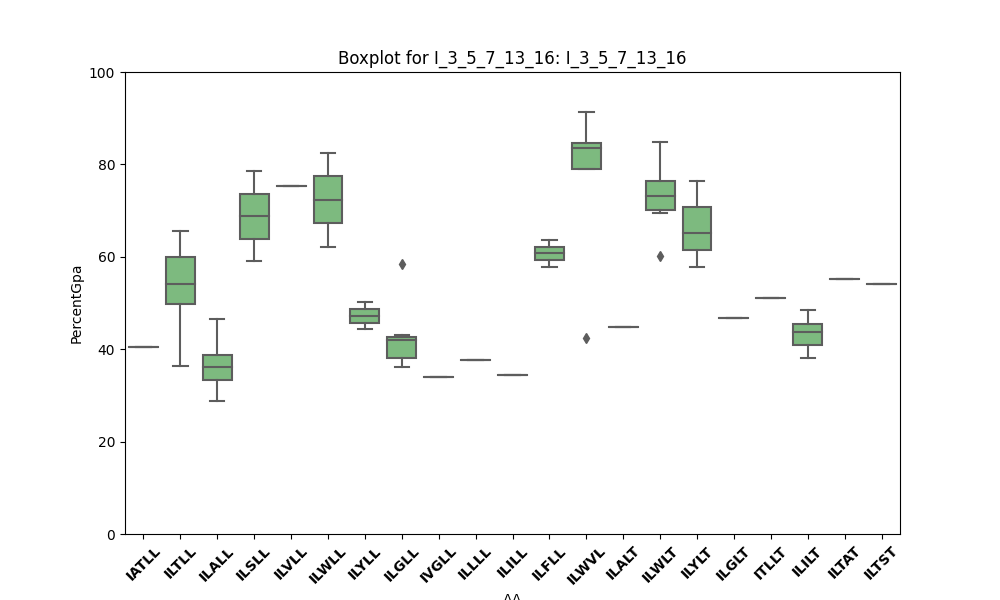 Boxplot for I_3_5_7_13_16: I_3_5_7_13_16
PercentGpa
100
80
60
40
20
0
IATLL ILTLL ILALL ILSLL ILVLL ILWLL ILYLL ILGLL IVGLL ILLLL ILILL ILFLL ILWVL ILALT ILWLT ILYLT ILGLT ITLLT ILILT ILTAT ILTST
AA